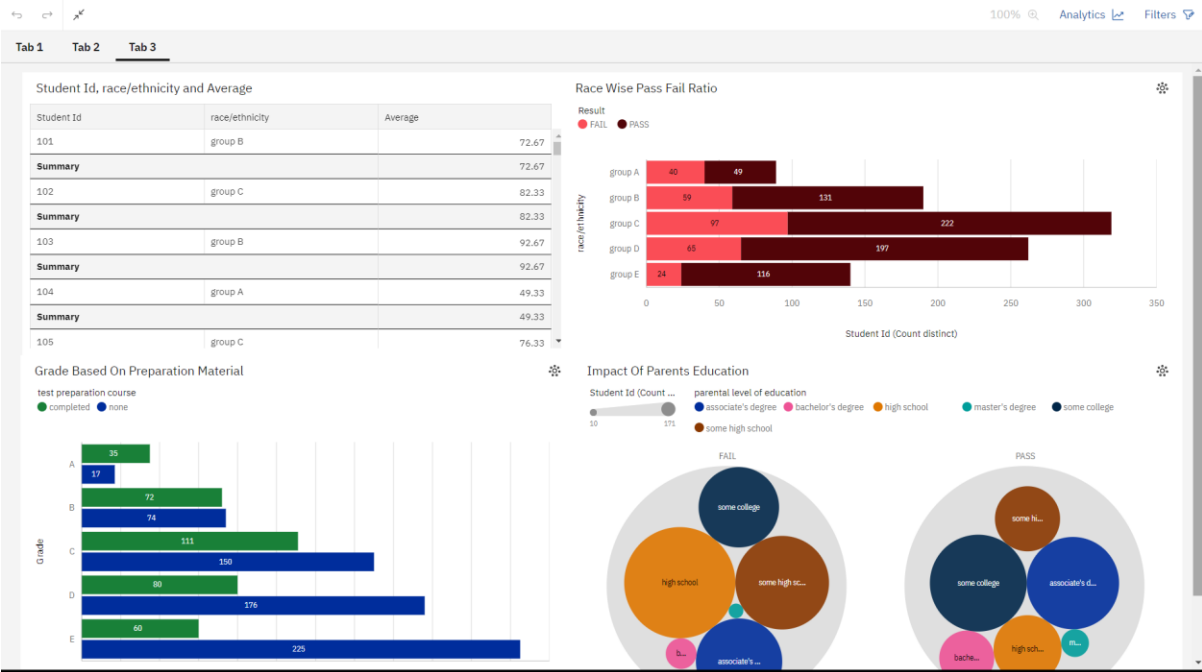 100% Analytics Filters
Tab 1 Tab 2 Tab 3
Student Id, race/ethnicity and Average
Student Id race/ethnicity Average
101 group B 72.67
Summary 72.67
102 group C 82.33
Summary 82.33
103 group B 92.67
Summary 92.67
104 group A 49.33
Summary 49.33
105 group C 76.33
Race Wise Pass Fail Ratio
Result
FAIL PASS
race/ethnicity
group A 40 49
group B 59 131
group C 97 222
group D 65 197
group E 24 116
0 50 100 150 200 250 300 350
Student Id (Count distinct)
Grade Based On Preparation Material
test preparation course
completed none
Grade
A 35 17
B 72 74
C 111 150
D 80 176
E 60 225
Impact Of Parents Education
Student Id (Count ...
10 171
parental level of education
associate's degree bachelor's degree high school master's degree some college
some high school
FAIL
some college
high school
some high sc...
b...
associate's ...
PASS
some hi...
some college
associate's d...
m...
high sch...
bache...